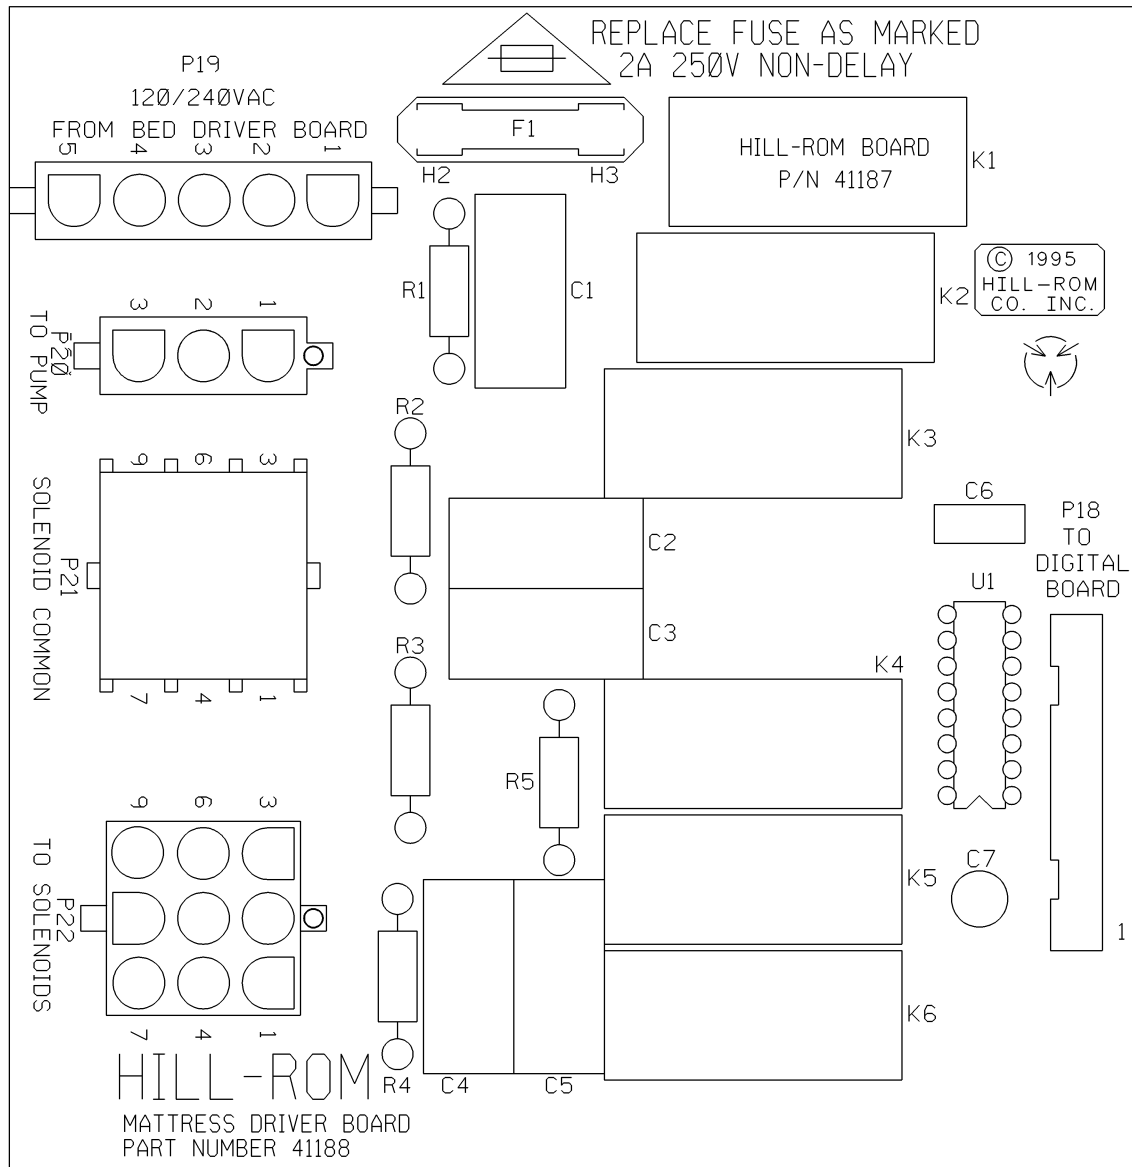 REPLACE FUSE AS MARKED
2A 250V NON-DELAY
P19
120/240VAC
FROM BED DRIVER BOARD
5 4 3 2 1
F1
H2 H3
HILL-ROM BOARD
P/N 41187
K1
R1
C1
K2
© 1995
HILL-ROM
CO. INC.
3 2 1
P20
TO PUMP
R2
K3
9 6 3
SOLENOID COMMON
P21
7 4 1
C2
C3
C6
P18
TO
DIGITAL
BOARD
U1
R3
K4
R5
9 6 3
TO SOLENOIDS
P22
7 4 1
K5
C7
1
K6
R4
C4
C5
HILL-ROM
MATTRESS DRIVER BOARD
PART NUMBER 41188